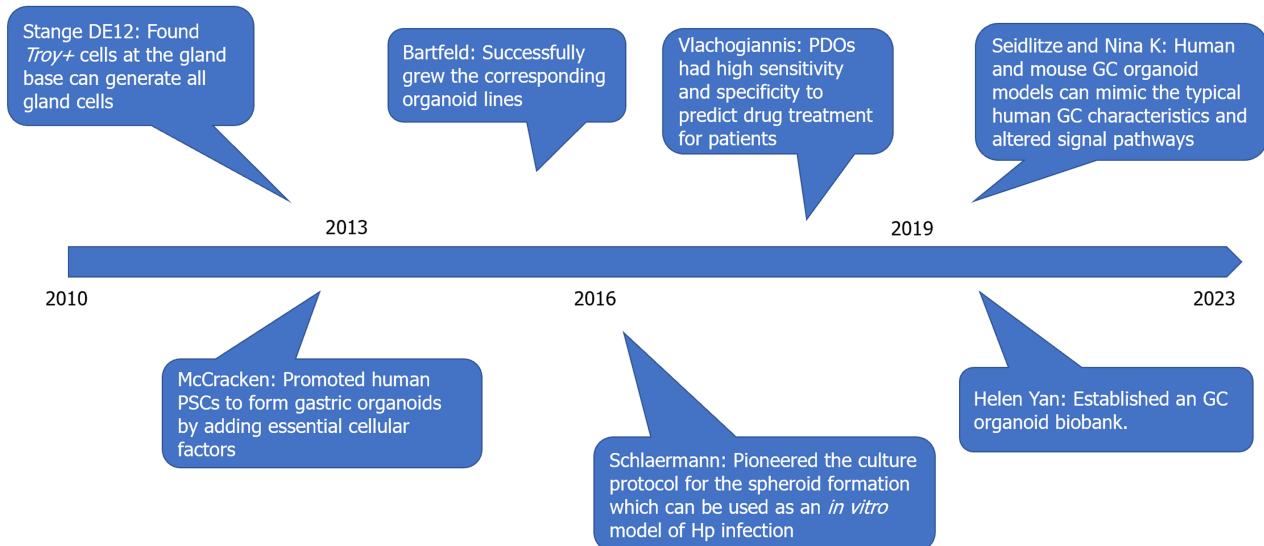 Stange DE12: Found
Troy+ cells at the gland
base can generate all
gland cells
Bartfeld: Successfully
grew the corresponding
organoid lines
Vlachogiannis: PDOs
had high sensitivity
and specificity to
predict drug treatment
for patients
Seidlitze and Nina K: Human
and mouse GC organoid
models can mimic the typical
human GC characteristics and
altered signal pathways
2013
2019
2010
2016
2023
McCracken: Promoted human
PSCs to form gastric organoids
by adding essential cellular
factors
Schlaermann: Pioneered the culture
protocol for the spheroid formation
which can be used as an in vitro
model of Hp infection
Helen Yan: Established an GC
organoid biobank.